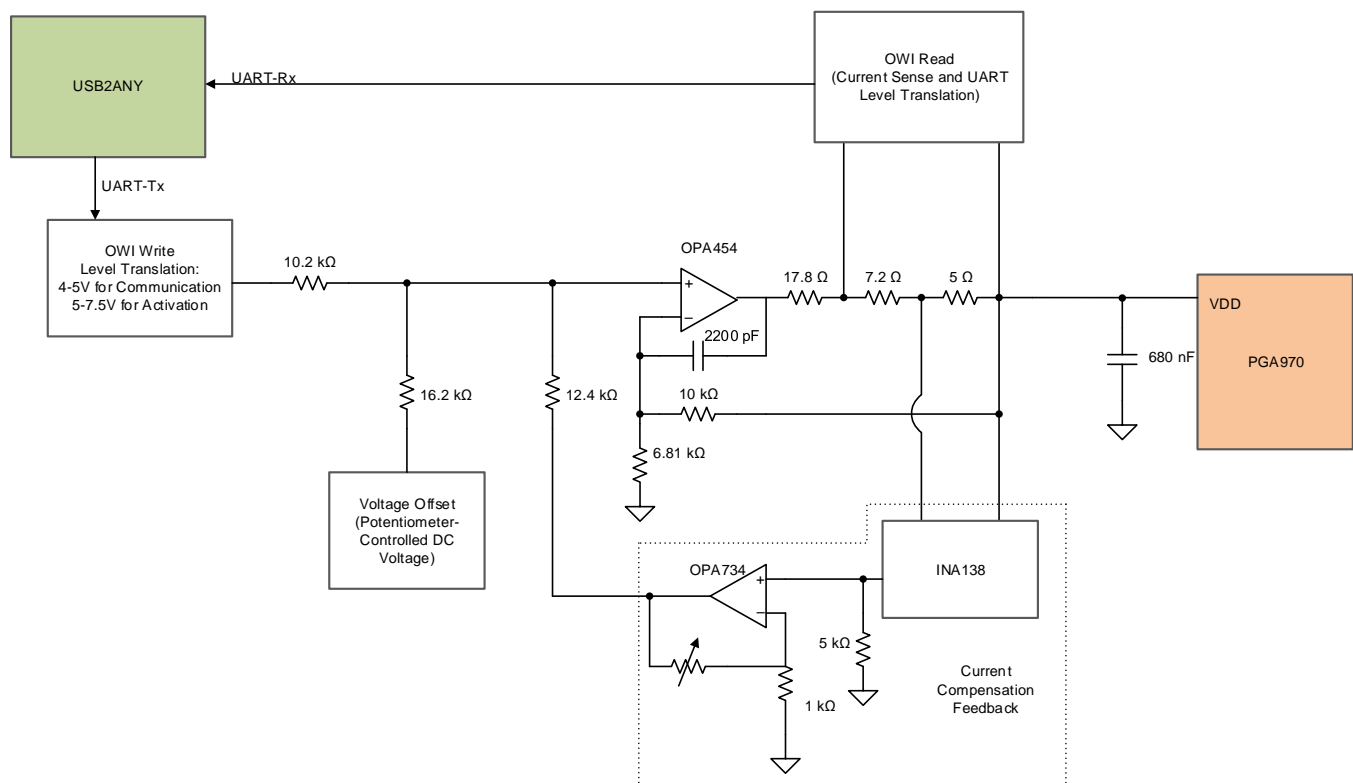 USB2ANY
UART-Rx
OWI Read
(Current Sense and UART
Level Translation)
UART-Tx
OWI Write
Level Translation:
4-5V for Communication
5-7.5V for Activation
10.2 kΩ
OPA454
+
−
17.8 Ω
7.2 Ω
5 Ω
2200 pF
VDD
PGA970
680 nF
16.2 kΩ
12.4 kΩ
10 kΩ
6.81 kΩ
Voltage Offset
(Potentiometer-
Controlled DC
Voltage)
OPA734
+
−
INA138
5 kΩ
1 kΩ
Current
Compensation
Feedback